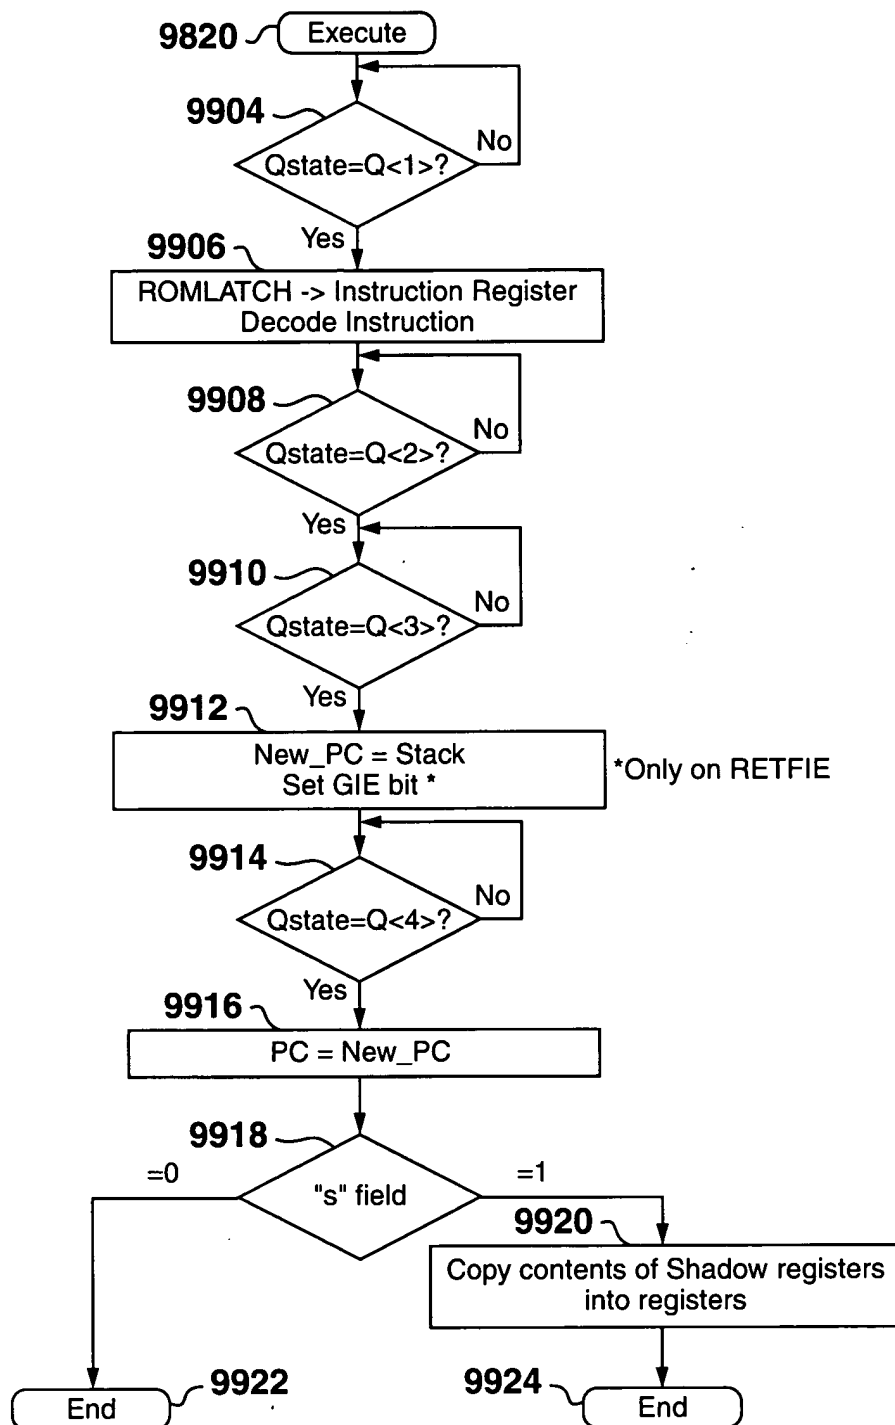 9820
Execute
9904
Qstate=Q<1>?
No
Yes
9906
ROMLATCH -> Instruction Register
Decode Instruction
9908
Qstate=Q<2>?
No
Yes
9910
Qstate=Q<3>?
No
Yes
9912
New_PC = Stack
Set GIE bit *
*Only on RETFIE
9914
Qstate=Q<4>?
No
Yes
9916
PC = New_PC
9918
=0
"s" field
=1
9920
Copy contents of Shadow registers
into registers
End
9922
9924
End